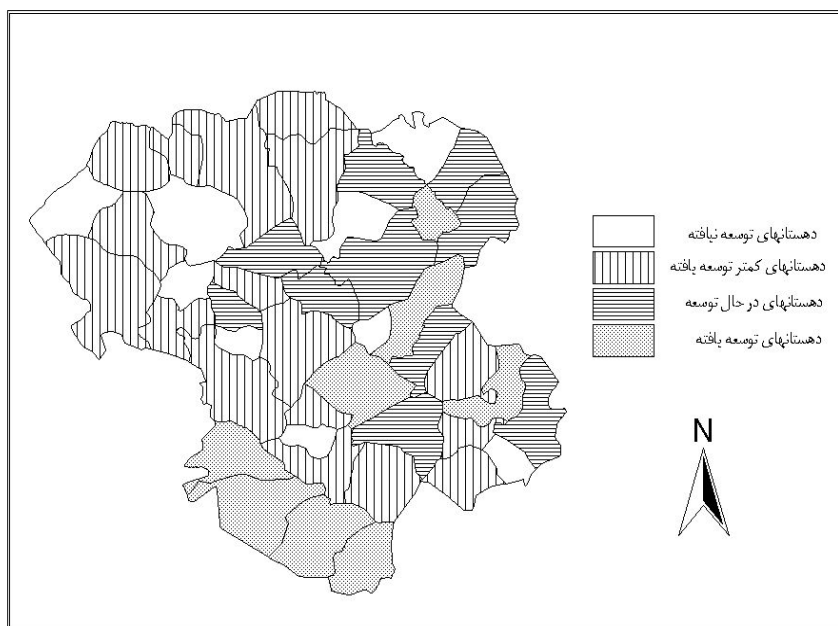 دهستانهای توسعه نیافته
دهستانهای کمتر توسعه یافته
دهستانهای در حال توسعه
دهستانهای توسعه یافته
N